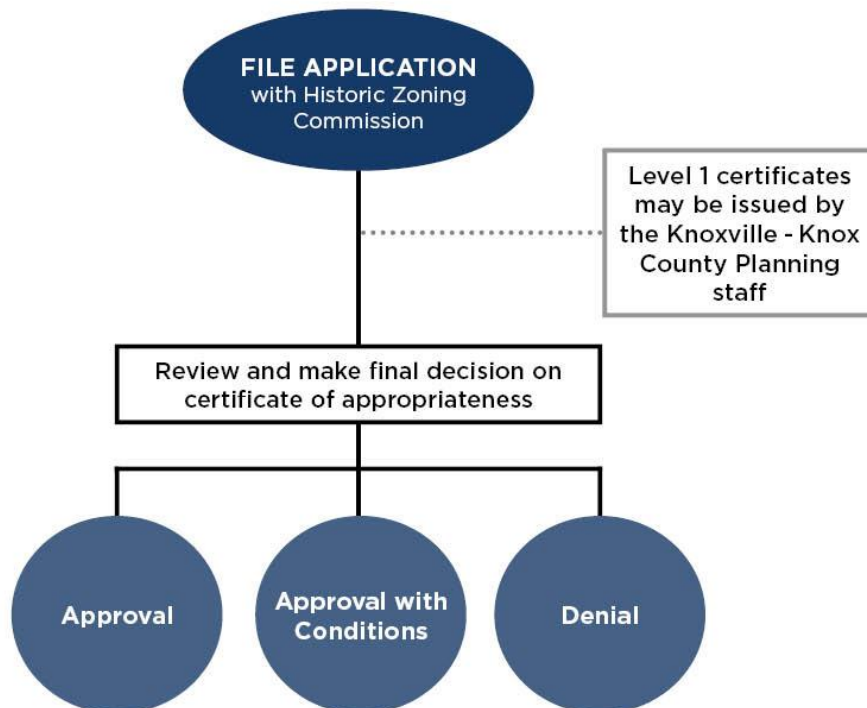 FILE APPLICATION
with Historic Zoning
Commission
Level 1 certificates
may be issued by
the Knoxville - Knox
County Planning
staff
Review and make final decision on
certificate of appropriateness
Approval
Approval with
Conditions
Denial